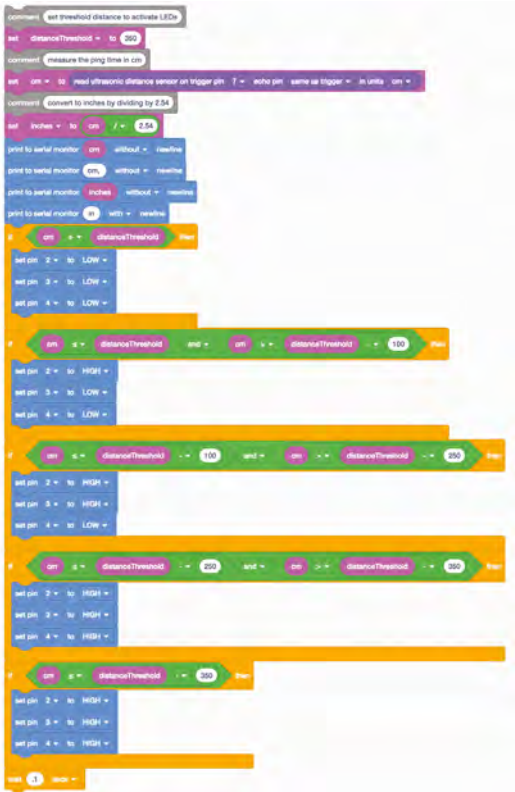 comment set threshold distance to activate LEDs
set distanceThreshold to 350
comment measure the ping time in cm
set cm to read ultrasonic distance sensor on trigger pin 7 echo pin same as trigger in units cm
comment convert to inches by dividing by 2.54
set inches to cm / 2.54
print to serial monitor cm without newline
print to serial monitor cm, without newline
print to serial monitor inches without newline
print to serial monitor in with newline
if cm > distanceThreshold then
set pin 2 to LOW
set pin 3 to LOW
set pin 4 to LOW
if cm ≤ distanceThreshold and cm > distanceThreshold - 100 then
set pin 2 to HIGH
set pin 3 to LOW
set pin 4 to LOW
if cm ≤ distanceThreshold - 100 and cm > distanceThreshold - 250 then
set pin 2 to HIGH
set pin 3 to HIGH
set pin 4 to LOW
if cm ≤ distanceThreshold - 250 and cm > distanceThreshold - 350 then
set pin 2 to HIGH
set pin 3 to HIGH
set pin 4 to HIGH
if cm ≤ distanceThreshold - 350 then
set pin 2 to HIGH
set pin 3 to HIGH
set pin 4 to HIGH
wait .1 secs